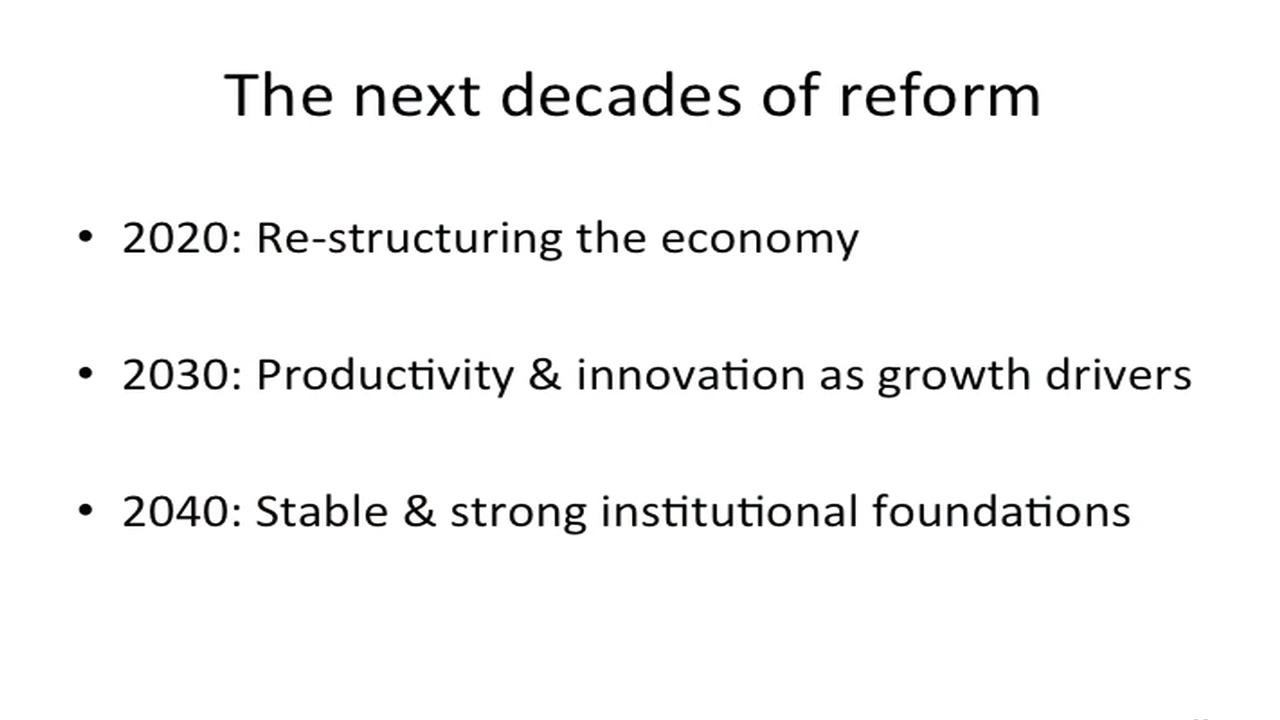 The next decades of reform
• 2020: Re-structuring the economy
• 2030: Productivity & innovation as growth drivers
• 2040: Stable & strong institutional foundations